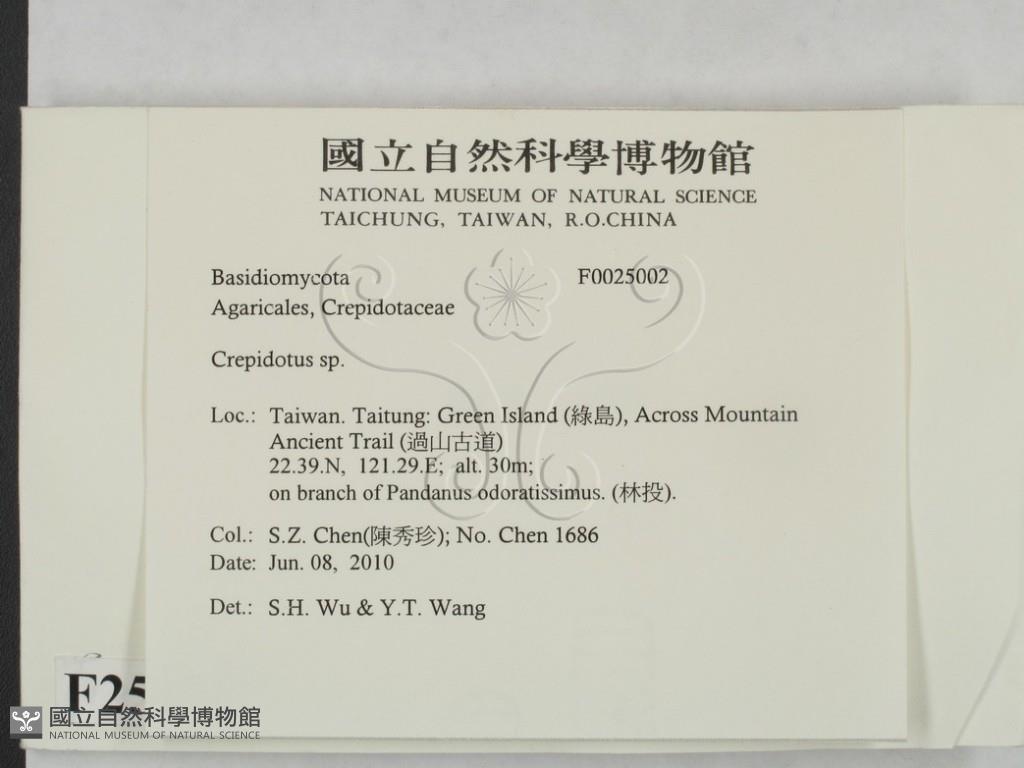 國立自然科學博物館
NATIONAL MUSEUM OF NATURAL SCIENCE
TAICHUNG, TAIWAN, R.O.CHINA
Basidiomycota F0025002
Agaricales, Crepidotaceae
Crepidotus sp.
Loc.: Taiwan. Taitung: Green Island (綠島), Across Mountain
Ancient Trail (過山古道)
22.39.N, 121.29.E; alt. 30m;
on branch of Pandanus odoratissimus. (林投).
Col.: S.Z. Chen(陳秀珍); No. Chen 1686
Date: Jun. 08, 2010
Det.: S.H. Wu & Y.T. Wang
F25
國立自然科學博物館
NATIONAL MUSEUM OF NATURAL SCIENCE